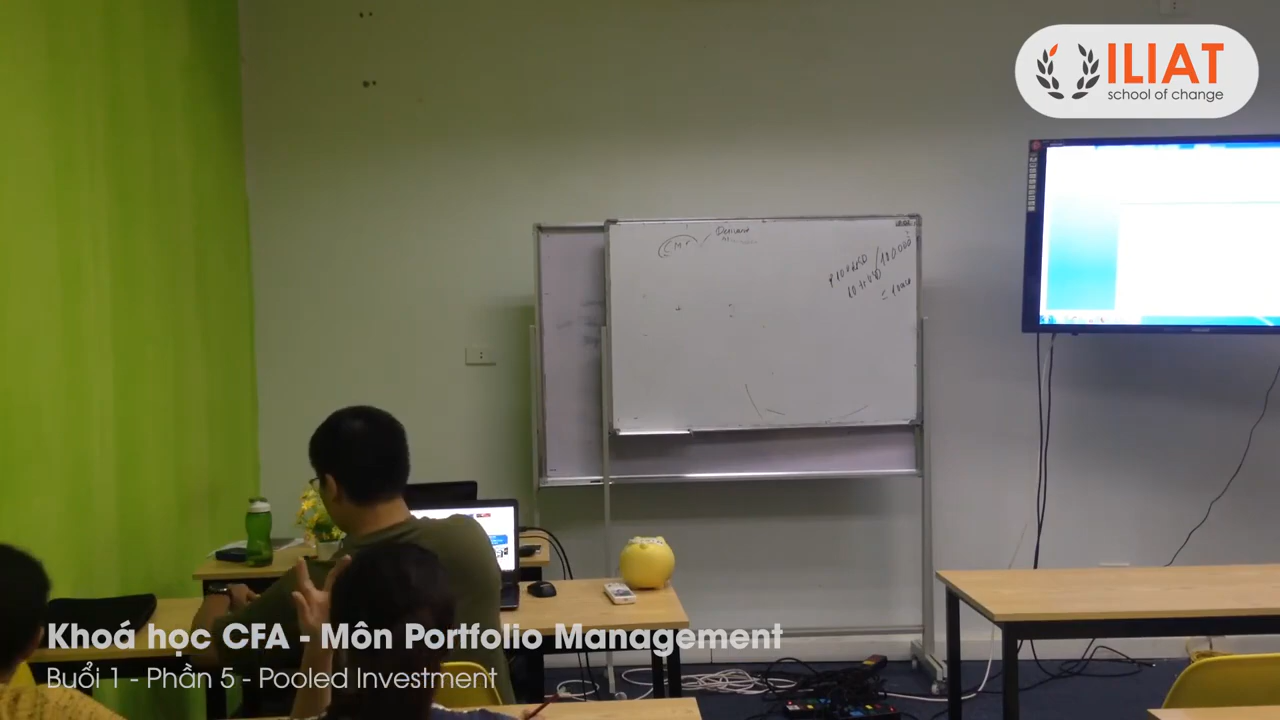 ILIAT
school of change
Khoá học CFA - Môn Portfolio Management
Buổi 1 - Phần 5 - Pooled Investment